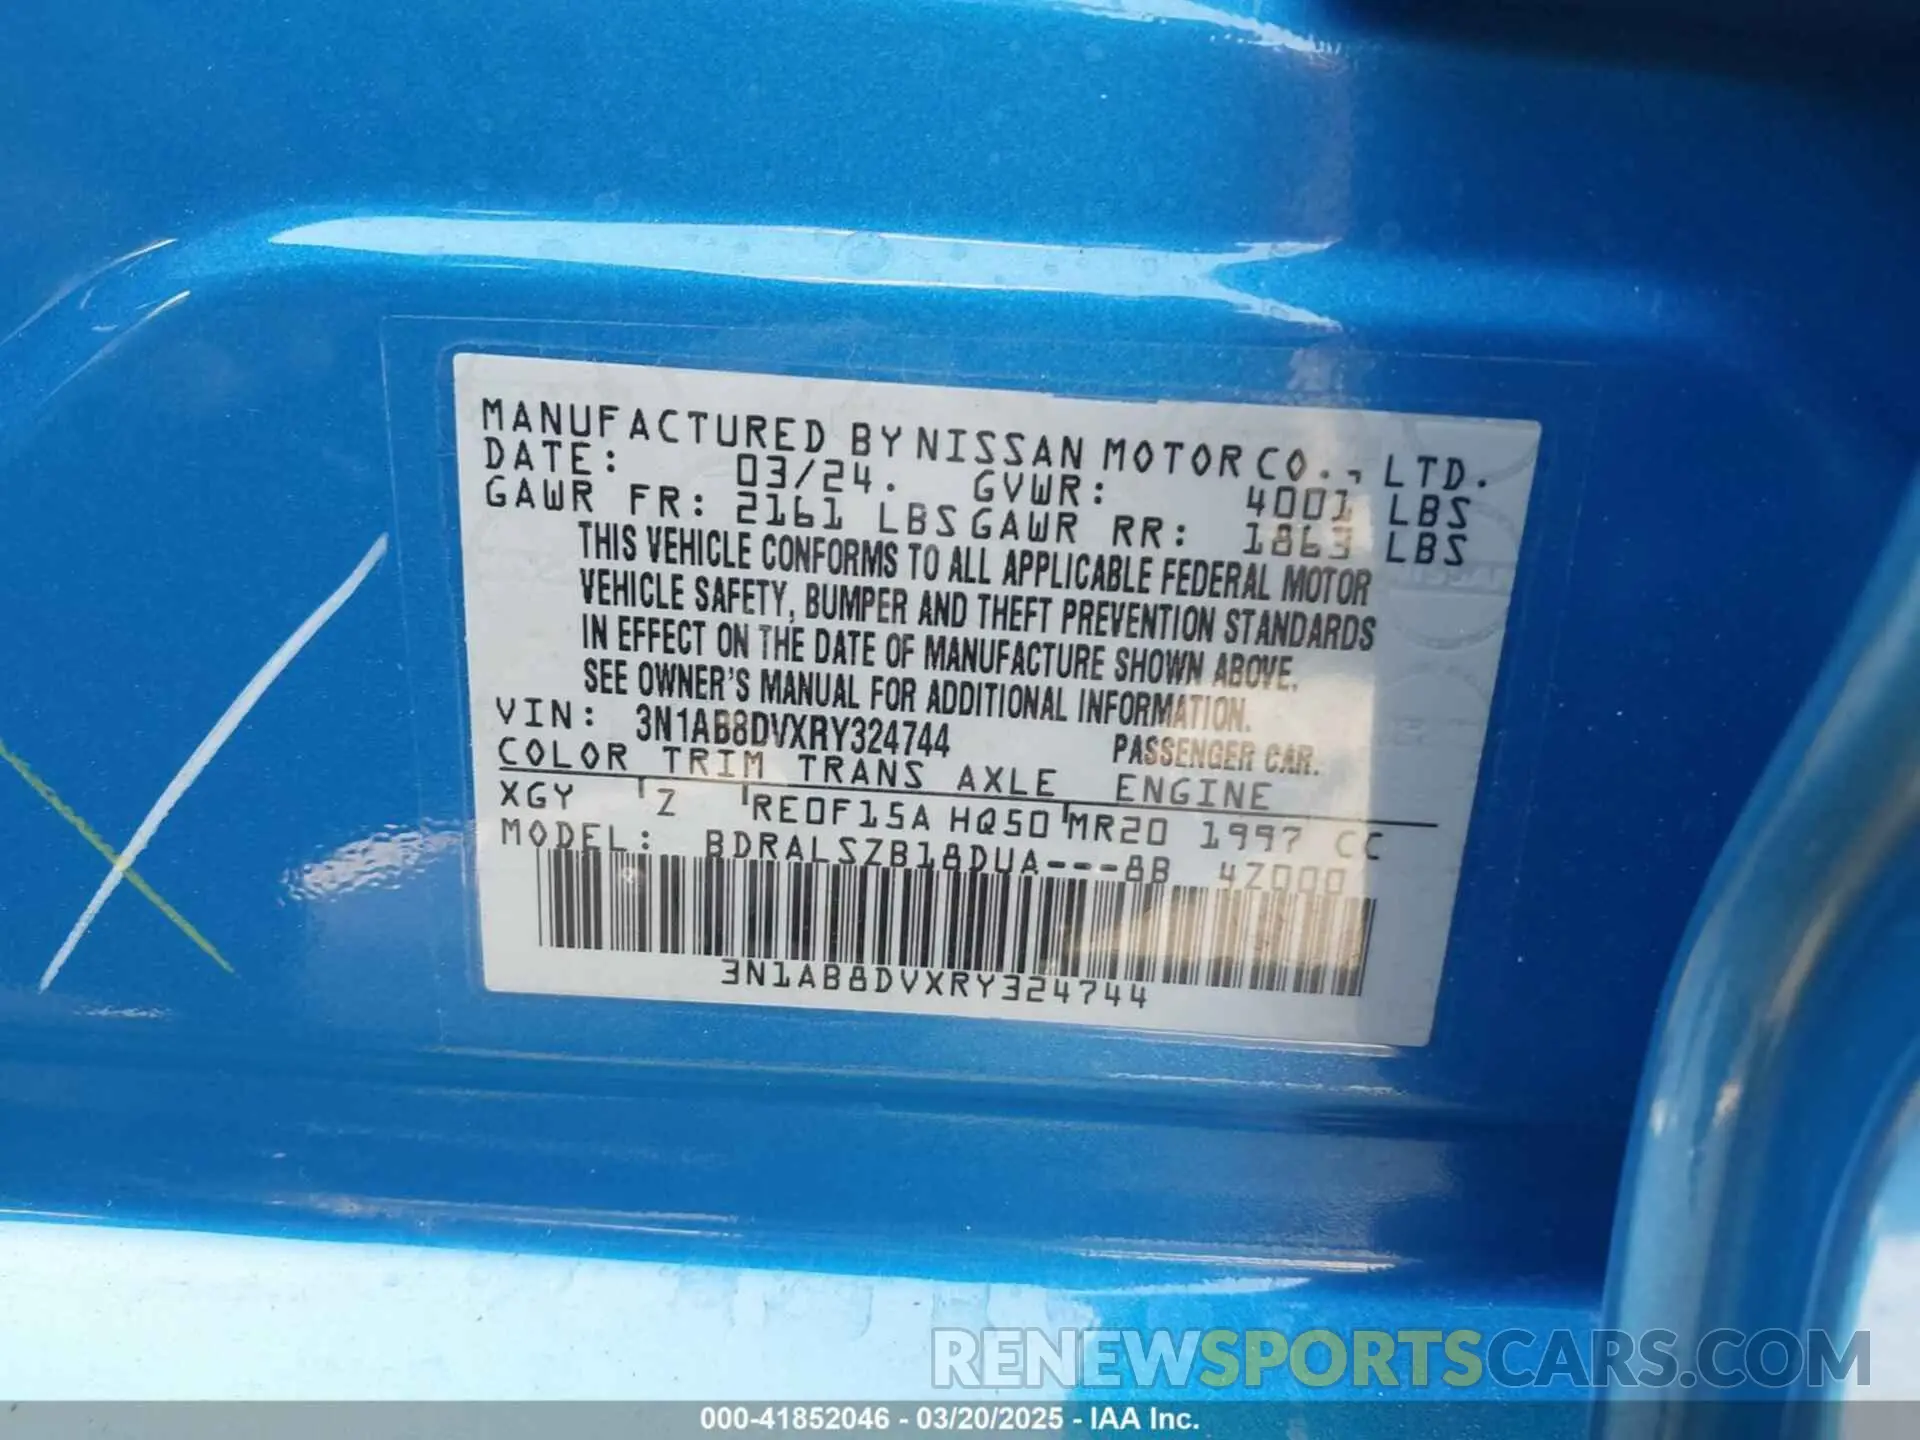 MANUFACTURED BY NISSAN MOTOR CO., LTD.
DATE: 03/24. GVWR: 4001 LBS
GAWR FR: 2161 LBS GAWR RR: 1863 LBS
THIS VEHICLE CONFORMS TO ALL APPLICABLE FEDERAL MOTOR
VEHICLE SAFETY, BUMPER AND THEFT PREVENTION STANDARDS
IN EFFECT ON THE DATE OF MANUFACTURE SHOWN ABOVE.
SEE OWNER'S MANUAL FOR ADDITIONAL INFORMATION.
VIN: 3N1AB8DVXRY324744 PASSENGER CAR.
COLOR TRIM TRANS AXLE ENGINE
XGY Z RE0F15A HQ50 MR20 1997 CC
MODEL: BDRALSZB18DUA---8B 4Z000
3N1AB8DVXRY324744
RENEWSPORTSCARS.COM
000-41852046 - 03/20/2025 - IAA Inc.